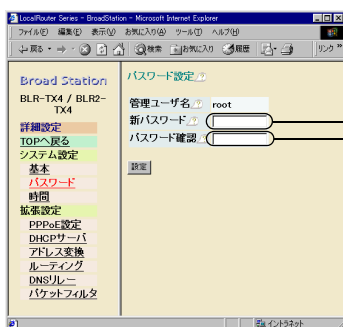 LocalRouter Series - BroadStation - Microsoft Internet Explorer
ファイル(F) 編集(E) 表示(V) お気に入り(A) ツール(T) ヘルプ(H)
戻る 検索 お気に入り 履歴 リンク »
Broad Station
BLR-TX4 / BLR2-
TX4
詳細設定
TOPへ戻る
システム設定
基本
パスワード
時間
拡張設定
PPPoE設定
DHCPサーバ
アドレス変換
ルーティング
DNSリレー
パケットフィルタ
パスワード設定
管理ユーザ名 root
新パスワード
パスワード確認
設定
イントラネット